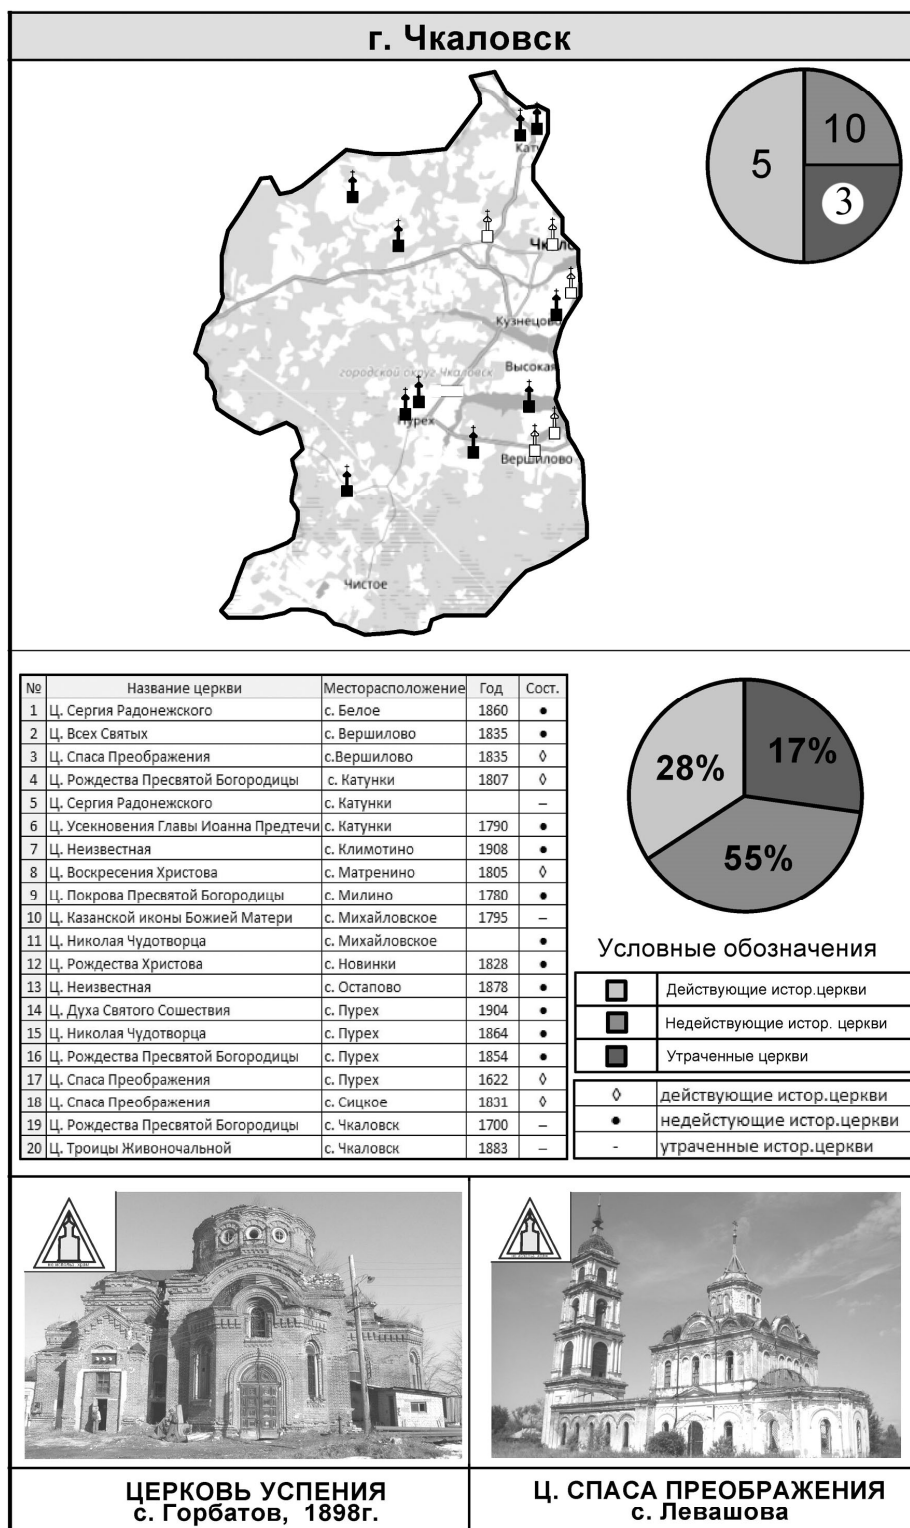 г. Чкаловск
5
10
3
Кату
Чкало
Кузнецово
городской округ Чкаловск
Высокая
Пурех
Вершилово
Чистое
№ Название церкви Месторасположение Год Сост.
1 Ц. Сергия Радонежского с. Белое 1860 ●
2 Ц. Всех Святых с. Вершилово 1835 ●
3 Ц. Спаса Преображения с.Вершилово 1835 ◊
4 Ц. Рождества Пресвятой Богородицы с. Катунки 1807 ◊
5 Ц. Сергия Радонежского с. Катунки –
6 Ц. Усекновения Главы Иоанна Предтечи с. Катунки 1790 ●
7 Ц. Неизвестная с. Климотино 1908 ●
8 Ц. Воскресения Христова с. Матренино 1805 ◊
9 Ц. Покрова Пресвятой Богородицы с. Милино 1780 ●
10 Ц. Казанской иконы Божией Матери с. Михайловское 1795 –
11 Ц. Николая Чудотворца с. Михайловское ●
12 Ц. Рождества Христова с. Новинки 1828 ●
13 Ц. Неизвестная с. Остапово 1878 ●
14 Ц. Духа Святого Сошествия с. Пурех 1904 ●
15 Ц. Николая Чудотворца с. Пурех 1864 ●
16 Ц. Рождества Пресвятой Богородицы с. Пурех 1854 ●
17 Ц. Спаса Преображения с. Пурех 1622 ◊
18 Ц. Спаса Преображения с. Сицкое 1831 ◊
19 Ц. Рождества Пресвятой Богородицы с. Чкаловск 1700 –
20 Ц. Троицы Живоночальной с. Чкаловск 1883 –
28%
17%
55%
Условные обозначения
Действующие истор.церкви
Недействующие истор. церкви
Утраченные церкви
◊ действующие истор.церкви
● недейстующие истор.церкви
- утраченные истор.церкви
ЦЕРКОВЬ УСПЕНИЯ
с. Горбатов, 1898г.
Ц. СПАСА ПРЕОБРАЖЕНИЯ
с. Левашова